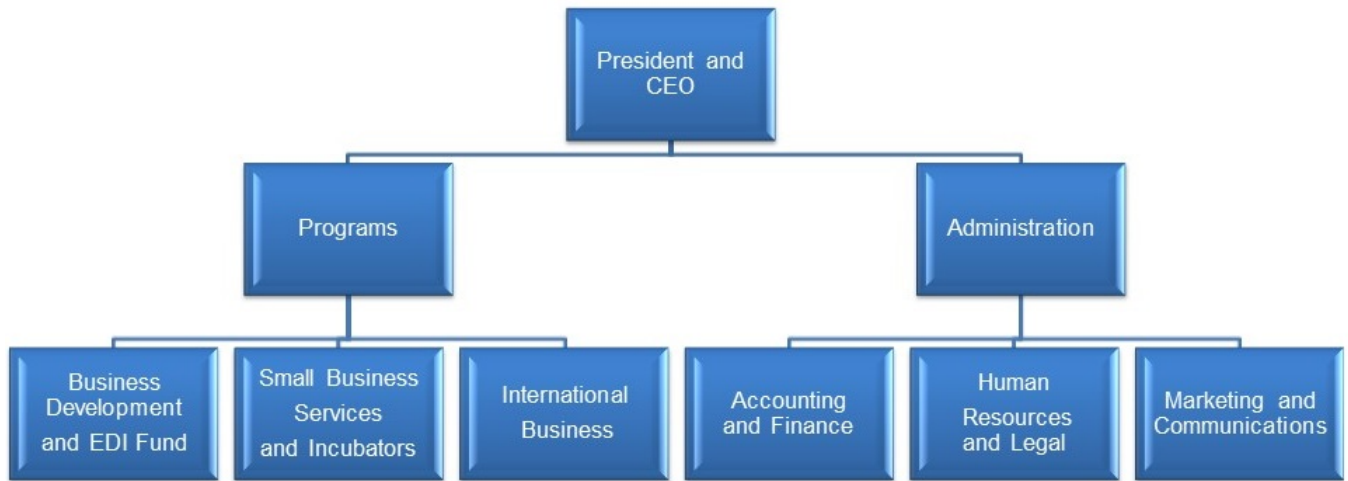 President and
CEO
Programs
Administration
Business
Development
and EDI Fund
Small Business
Services
and Incubators
International
Business
Accounting
and Finance
Human
Resources
and Legal
Marketing and
Communications